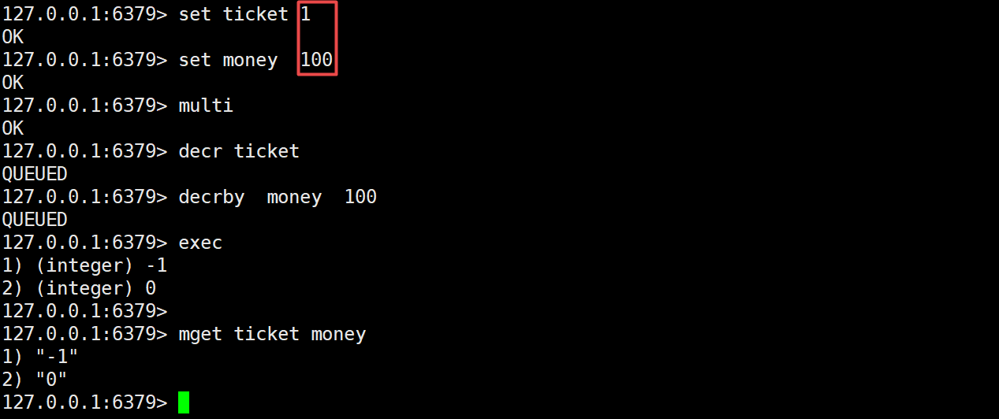 127.0.0.1:6379> set ticket 1
OK
127.0.0.1:6379> set money  100
OK
127.0.0.1:6379> multi
OK
127.0.0.1:6379> decr ticket
QUEUED
127.0.0.1:6379> decrby  money  100
QUEUED
127.0.0.1:6379> exec
1) (integer) -1
2) (integer) 0
127.0.0.1:6379>
127.0.0.1:6379> mget ticket money
1) "-1"
2) "0"
127.0.0.1:6379>